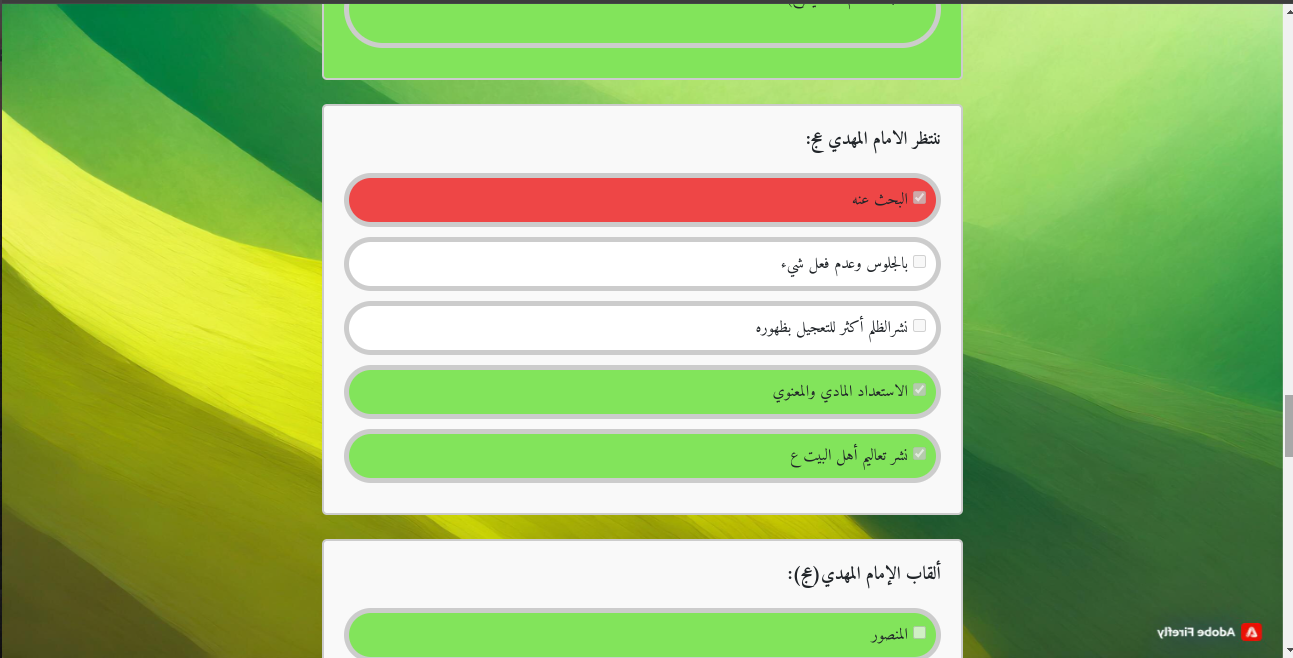 ننتظر الامام المهدي عج:
البحث عنه
بالجلوس وعدم فعل شيء
نشرالظلم أكثر للتعجيل بظهوره
الاستعداد المادي والمعنوي
نشر تعاليم أهل البيت ع
ألقاب الإمام المهدي(عج):
المنصور
Adobe Firefly